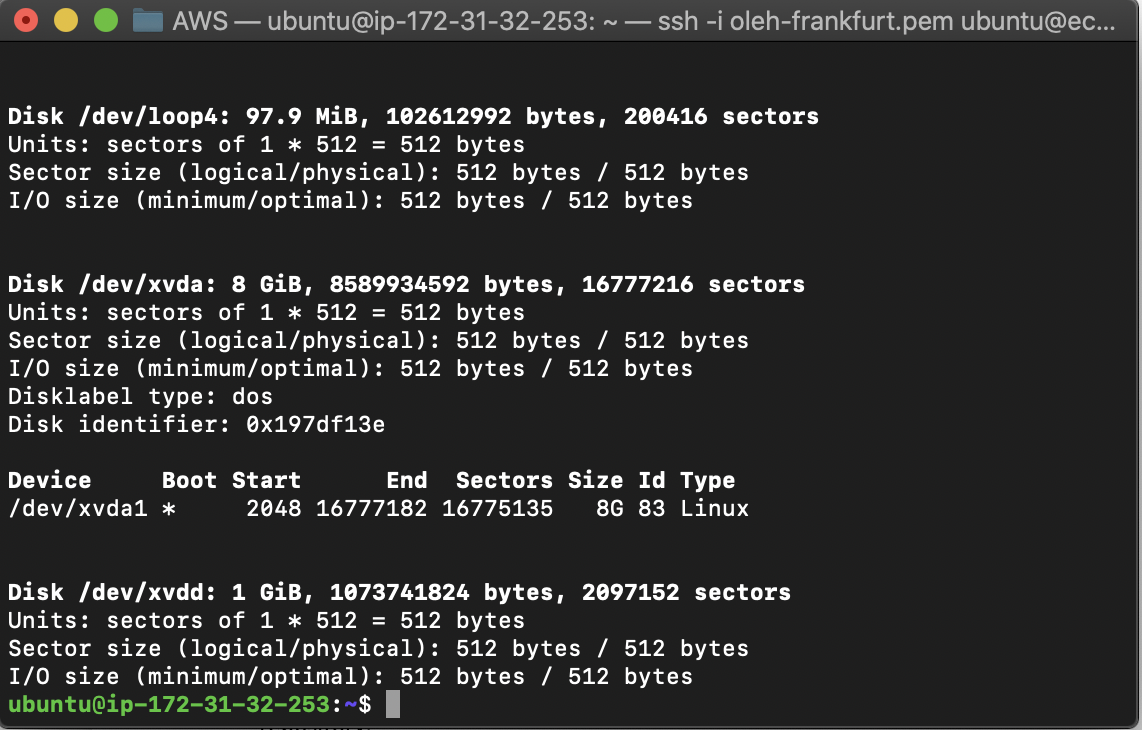 AWS — ubuntu@ip-172-31-32-253: ~ — ssh -i oleh-frankfurt.pem ubuntu@ec...
Disk /dev/loop4: 97.9 MiB, 102612992 bytes, 200416 sectors
Units: sectors of 1 * 512 = 512 bytes
Sector size (logical/physical): 512 bytes / 512 bytes
I/O size (minimum/optimal): 512 bytes / 512 bytes
Disk /dev/xvda: 8 GiB, 8589934592 bytes, 16777216 sectors
Units: sectors of 1 * 512 = 512 bytes
Sector size (logical/physical): 512 bytes / 512 bytes
I/O size (minimum/optimal): 512 bytes / 512 bytes
Disklabel type: dos
Disk identifier: 0x197df13e
Device     Boot Start      End  Sectors Size Id Type
/dev/xvda1 *     2048 16777182 16775135   8G 83 Linux
Disk /dev/xvdd: 1 GiB, 1073741824 bytes, 2097152 sectors
Units: sectors of 1 * 512 = 512 bytes
Sector size (logical/physical): 512 bytes / 512 bytes
I/O size (minimum/optimal): 512 bytes / 512 bytes
ubuntu@ip-172-31-32-253:~$